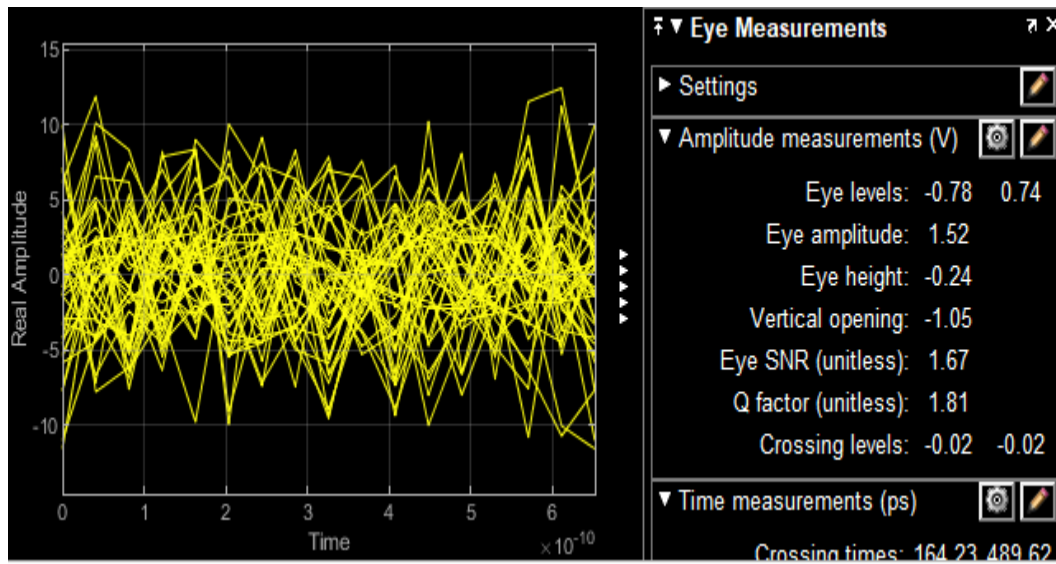 Eye Measurements
Settings
Amplitude measurements (V)
Eye levels: -0.78 0.74
Eye amplitude: 1.52
Eye height: -0.24
Vertical opening: -1.05
Eye SNR (unitless): 1.67
Q factor (unitless): 1.81
Crossing levels: -0.02 -0.02
Time measurements (ps)
Crossing times: 164.23 489.62
Real Amplitude
15
10
5
0
-5
-10
0 1 2 3 4 5 6
Time
×10-10